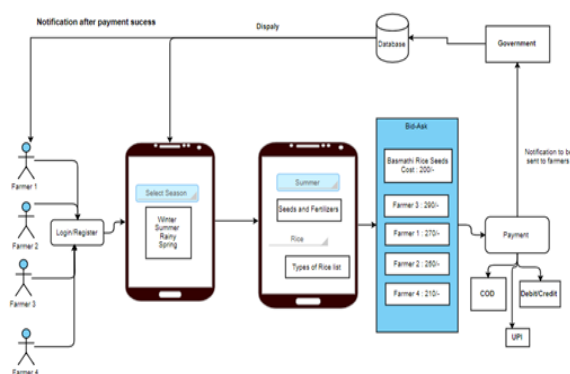 Notification after payment sucess
Dispaly
Database
Government
Farmer 1
Farmer 2
Farmer 3
Farmer 4
Login/Register
Select Season
Winter
Summer
Rainy
Spring
Summer
Seeds and Fertilizers
Rice
Types of Rice list
Bid-Ask
Basmathi Rice Seeds
Cost : 200/-
Farmer 3 : 290/-
Farmer 1 : 270/-
Farmer 2 : 250/-
Farmer 4 : 210/-
Notification to be
sent to farmers
Payment
COD
Debit/Credit
UPI